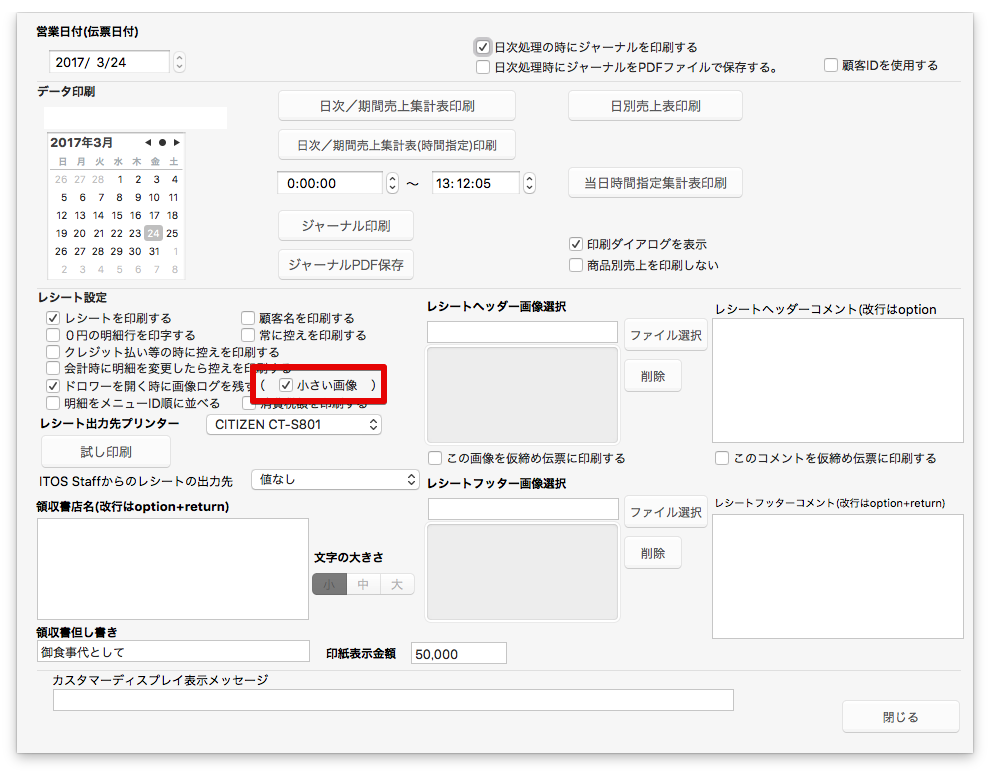 営業日付(伝票日付)
2017/ 3/24
日次処理の時にジャーナルを印刷する
日次処理時にジャーナルをPDFファイルで保存する。
顧客IDを使用する
データ印刷
日次／期間売上集計表印刷
日別売上表印刷
日次／期間売上集計表(時間指定)印刷
0:00:00 〜 13:12:05
当日時間指定集計表印刷
ジャーナル印刷
ジャーナルPDF保存
印刷ダイアログを表示
商品別売上を印刷しない
2017年3月
日 月 火 水 木 金 土
26 27 28 1 2 3 4
5 6 7 8 9 10 11
12 13 14 15 16 17 18
19 20 21 22 23 24 25
26 27 28 29 30 31 1
2 3 4 5 6 7 8
レシート設定
レシートを印刷する
顧客名を印刷する
０円の明細行を印字する
常に控えを印刷する
クレジット払い等の時に控えを印刷する
会計時に明細を変更したら控えを印刷する
ドロワーを開く時に画像ログを残す
( 小さい画像 )
明細をメニューID順に並べる
消費税額を印刷する
レシート出力先プリンター
CITIZEN CT-S801
試し印刷
ITOS Staffからのレシートの出力先
値なし
レシートヘッダー画像選択
ファイル選択
削除
この画像を仮締め伝票に印刷する
レシートヘッダーコメント(改行はoption
このコメントを仮締め伝票に印刷する
レシートフッター画像選択
ファイル選択
削除
レシートフッターコメント(改行はoption+return)
領収書店名(改行はoption+return)
文字の大きさ
小 中 大
領収書但し書き
御食事代として
印紙表示金額
50,000
カスタマーディスプレイ表示メッセージ
閉じる